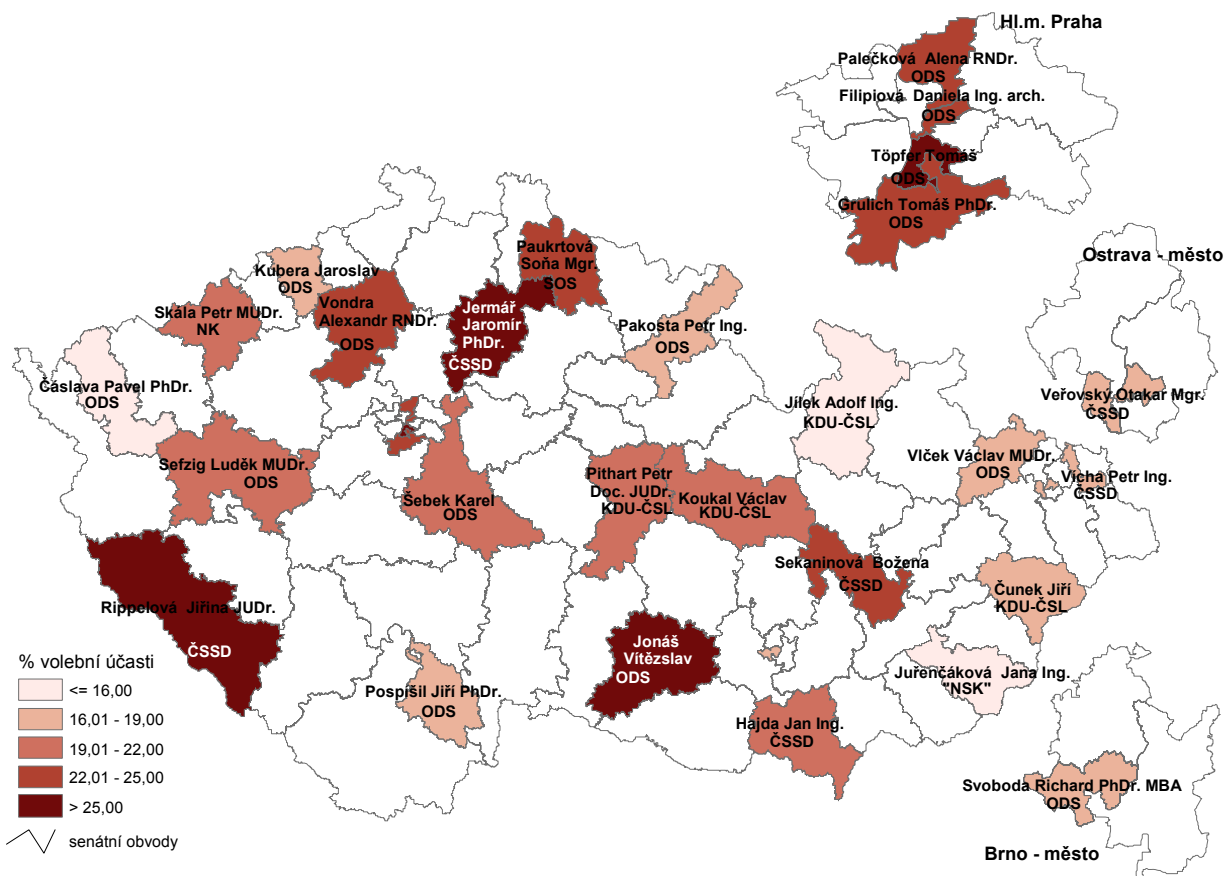 Hl.m. Praha
Palečková Alena RNDr.
ODS
Filipiová Daniela Ing. arch.
ODS
Töpfer Tomáš
ODS
Grulich Tomáš PhDr.
ODS
Ostrava - město
Veřovský Otakar Mgr.
ČSSD
Kubera Jaroslav
ODS
Paukrtová
Soňa Mgr.
SOS
Skála Petr MUDr.
NK
Vondra
Alexandr RNDr.
ODS
Jermář
Jaromír
PhDr.
ČSSD
Pakosta Petr Ing.
ODS
Čáslava Pavel PhDr.
ODS
Jílek Adolf Ing.
KDU-ČSL
Sefzig Luděk MUDr.
ODS
Šebek Karel
ODS
Pithart Petr
Doc. JUDr.
KDU-ČSL
Koukal Václav
KDU-ČSL
Vlček Václav MUDr.
ODS
Vícha Petr Ing.
ČSSD
Sekaninová Božena
ČSSD
Čunek Jiří
KDU-ČSL
Rippelová Jiřina JUDr.
ČSSD
Jonáš
Vítězslav
ODS
Juřenčáková Jana Ing.
"NSK"
Pospíšil Jiří PhDr.
ODS
Hajda Jan Ing.
ČSSD
Svoboda Richard PhDr. MBA
ODS
Brno - město
% volební účasti
<= 16,00
16,01 - 19,00
19,01 - 22,00
22,01 - 25,00
> 25,00
senátní obvody